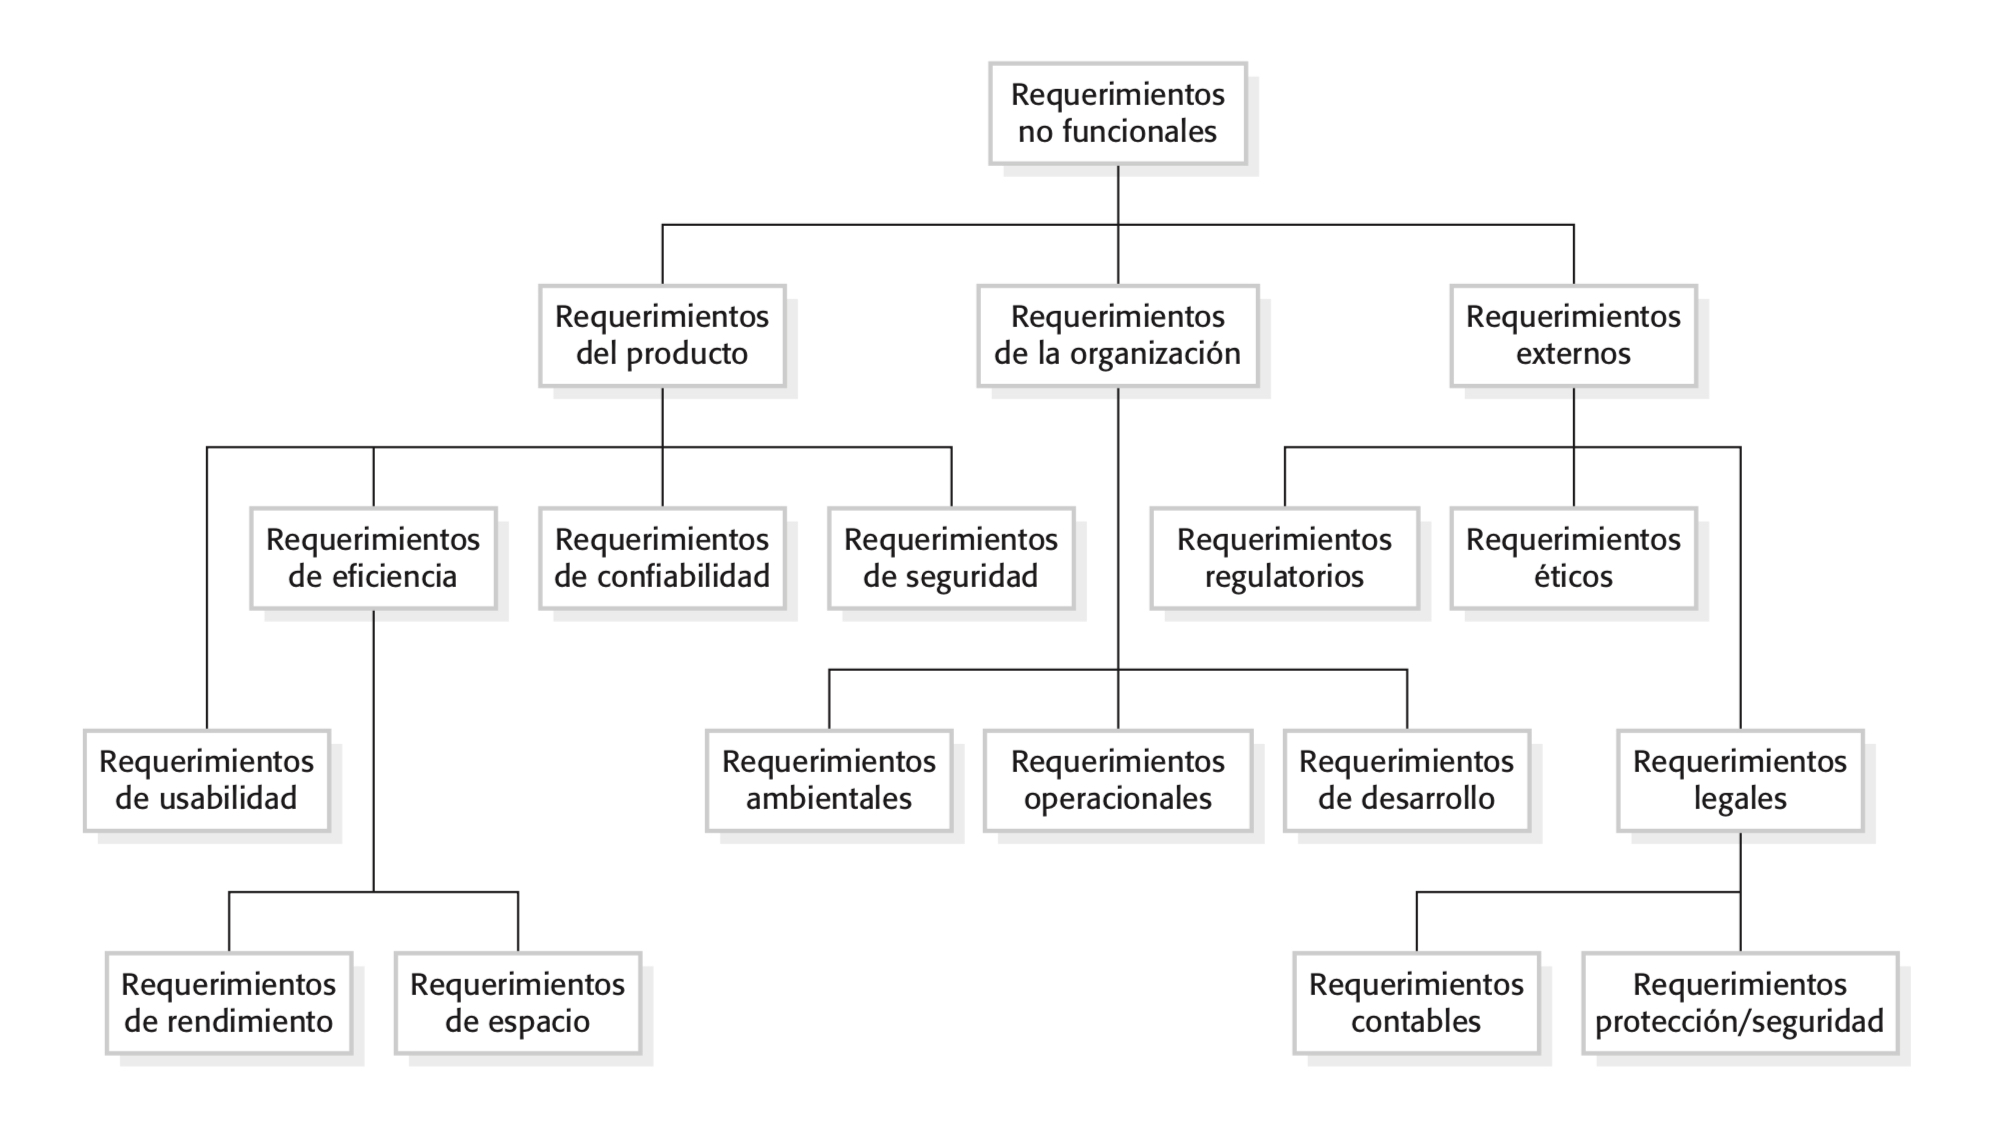 Requerimientos
no funcionales
Requerimientos
del producto
Requerimientos
de la organización
Requerimientos
externos
Requerimientos
de eficiencia
Requerimientos
de confiabilidad
Requerimientos
de seguridad
Requerimientos
regulatorios
Requerimientos
éticos
Requerimientos
de usabilidad
Requerimientos
ambientales
Requerimientos
operacionales
Requerimientos
de desarrollo
Requerimientos
legales
Requerimientos
de rendimiento
Requerimientos
de espacio
Requerimientos
contables
Requerimientos
protección/seguridad